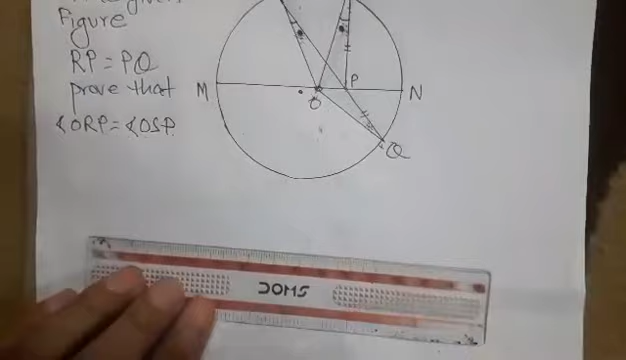 Figure
RP = PQ
prove that
∠ORP = ∠OSP.
M
O
P
N
Q
DOMS